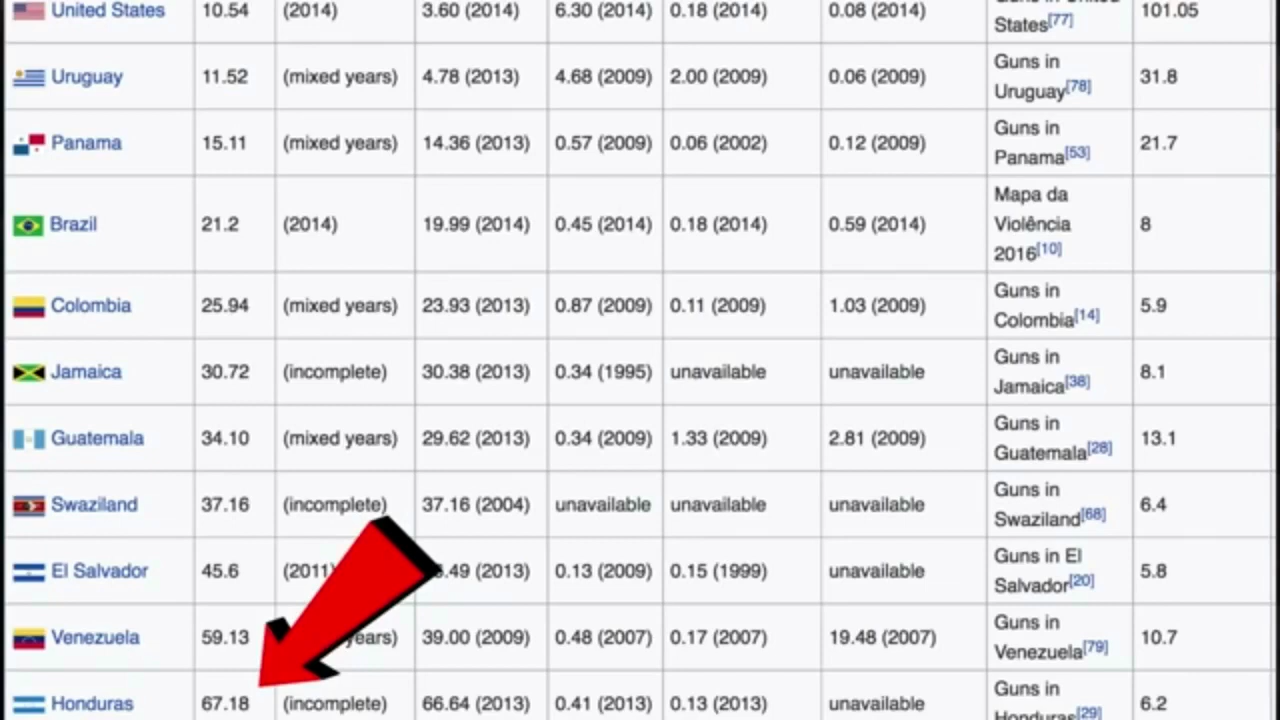 United States 10.54 (2014) 3.60 (2014) 6.30 (2014) 0.18 (2014) 0.08 (2014) Guns in United States[77] 101.05
Uruguay 11.52 (mixed years) 4.78 (2013) 4.68 (2009) 2.00 (2009) 0.06 (2009) Guns in Uruguay[78] 31.8
Panama 15.11 (mixed years) 14.36 (2013) 0.57 (2009) 0.06 (2002) 0.12 (2009) Guns in Panama[53] 21.7
Brazil 21.2 (2014) 19.99 (2014) 0.45 (2014) 0.18 (2014) 0.59 (2014) Mapa da Violência 2016[10] 8
Colombia 25.94 (mixed years) 23.93 (2013) 0.87 (2009) 0.11 (2009) 1.03 (2009) Guns in Colombia[14] 5.9
Jamaica 30.72 (incomplete) 30.38 (2013) 0.34 (1995) unavailable unavailable Guns in Jamaica[38] 8.1
Guatemala 34.10 (mixed years) 29.62 (2013) 0.34 (2009) 1.33 (2009) 2.81 (2009) Guns in Guatemala[28] 13.1
Swaziland 37.16 (incomplete) 37.16 (2004) unavailable unavailable unavailable Guns in Swaziland[68] 6.4
El Salvador 45.6 (2011) .49 (2013) 0.13 (2009) 0.15 (1999) unavailable Guns in El Salvador[20] 5.8
Venezuela 59.13 years) 39.00 (2009) 0.48 (2007) 0.17 (2007) 19.48 (2007) Guns in Venezuela[79] 10.7
Honduras 67.18 (incomplete) 66.64 (2013) 0.41 (2013) 0.13 (2013) unavailable Guns in Honduras[29] 6.2